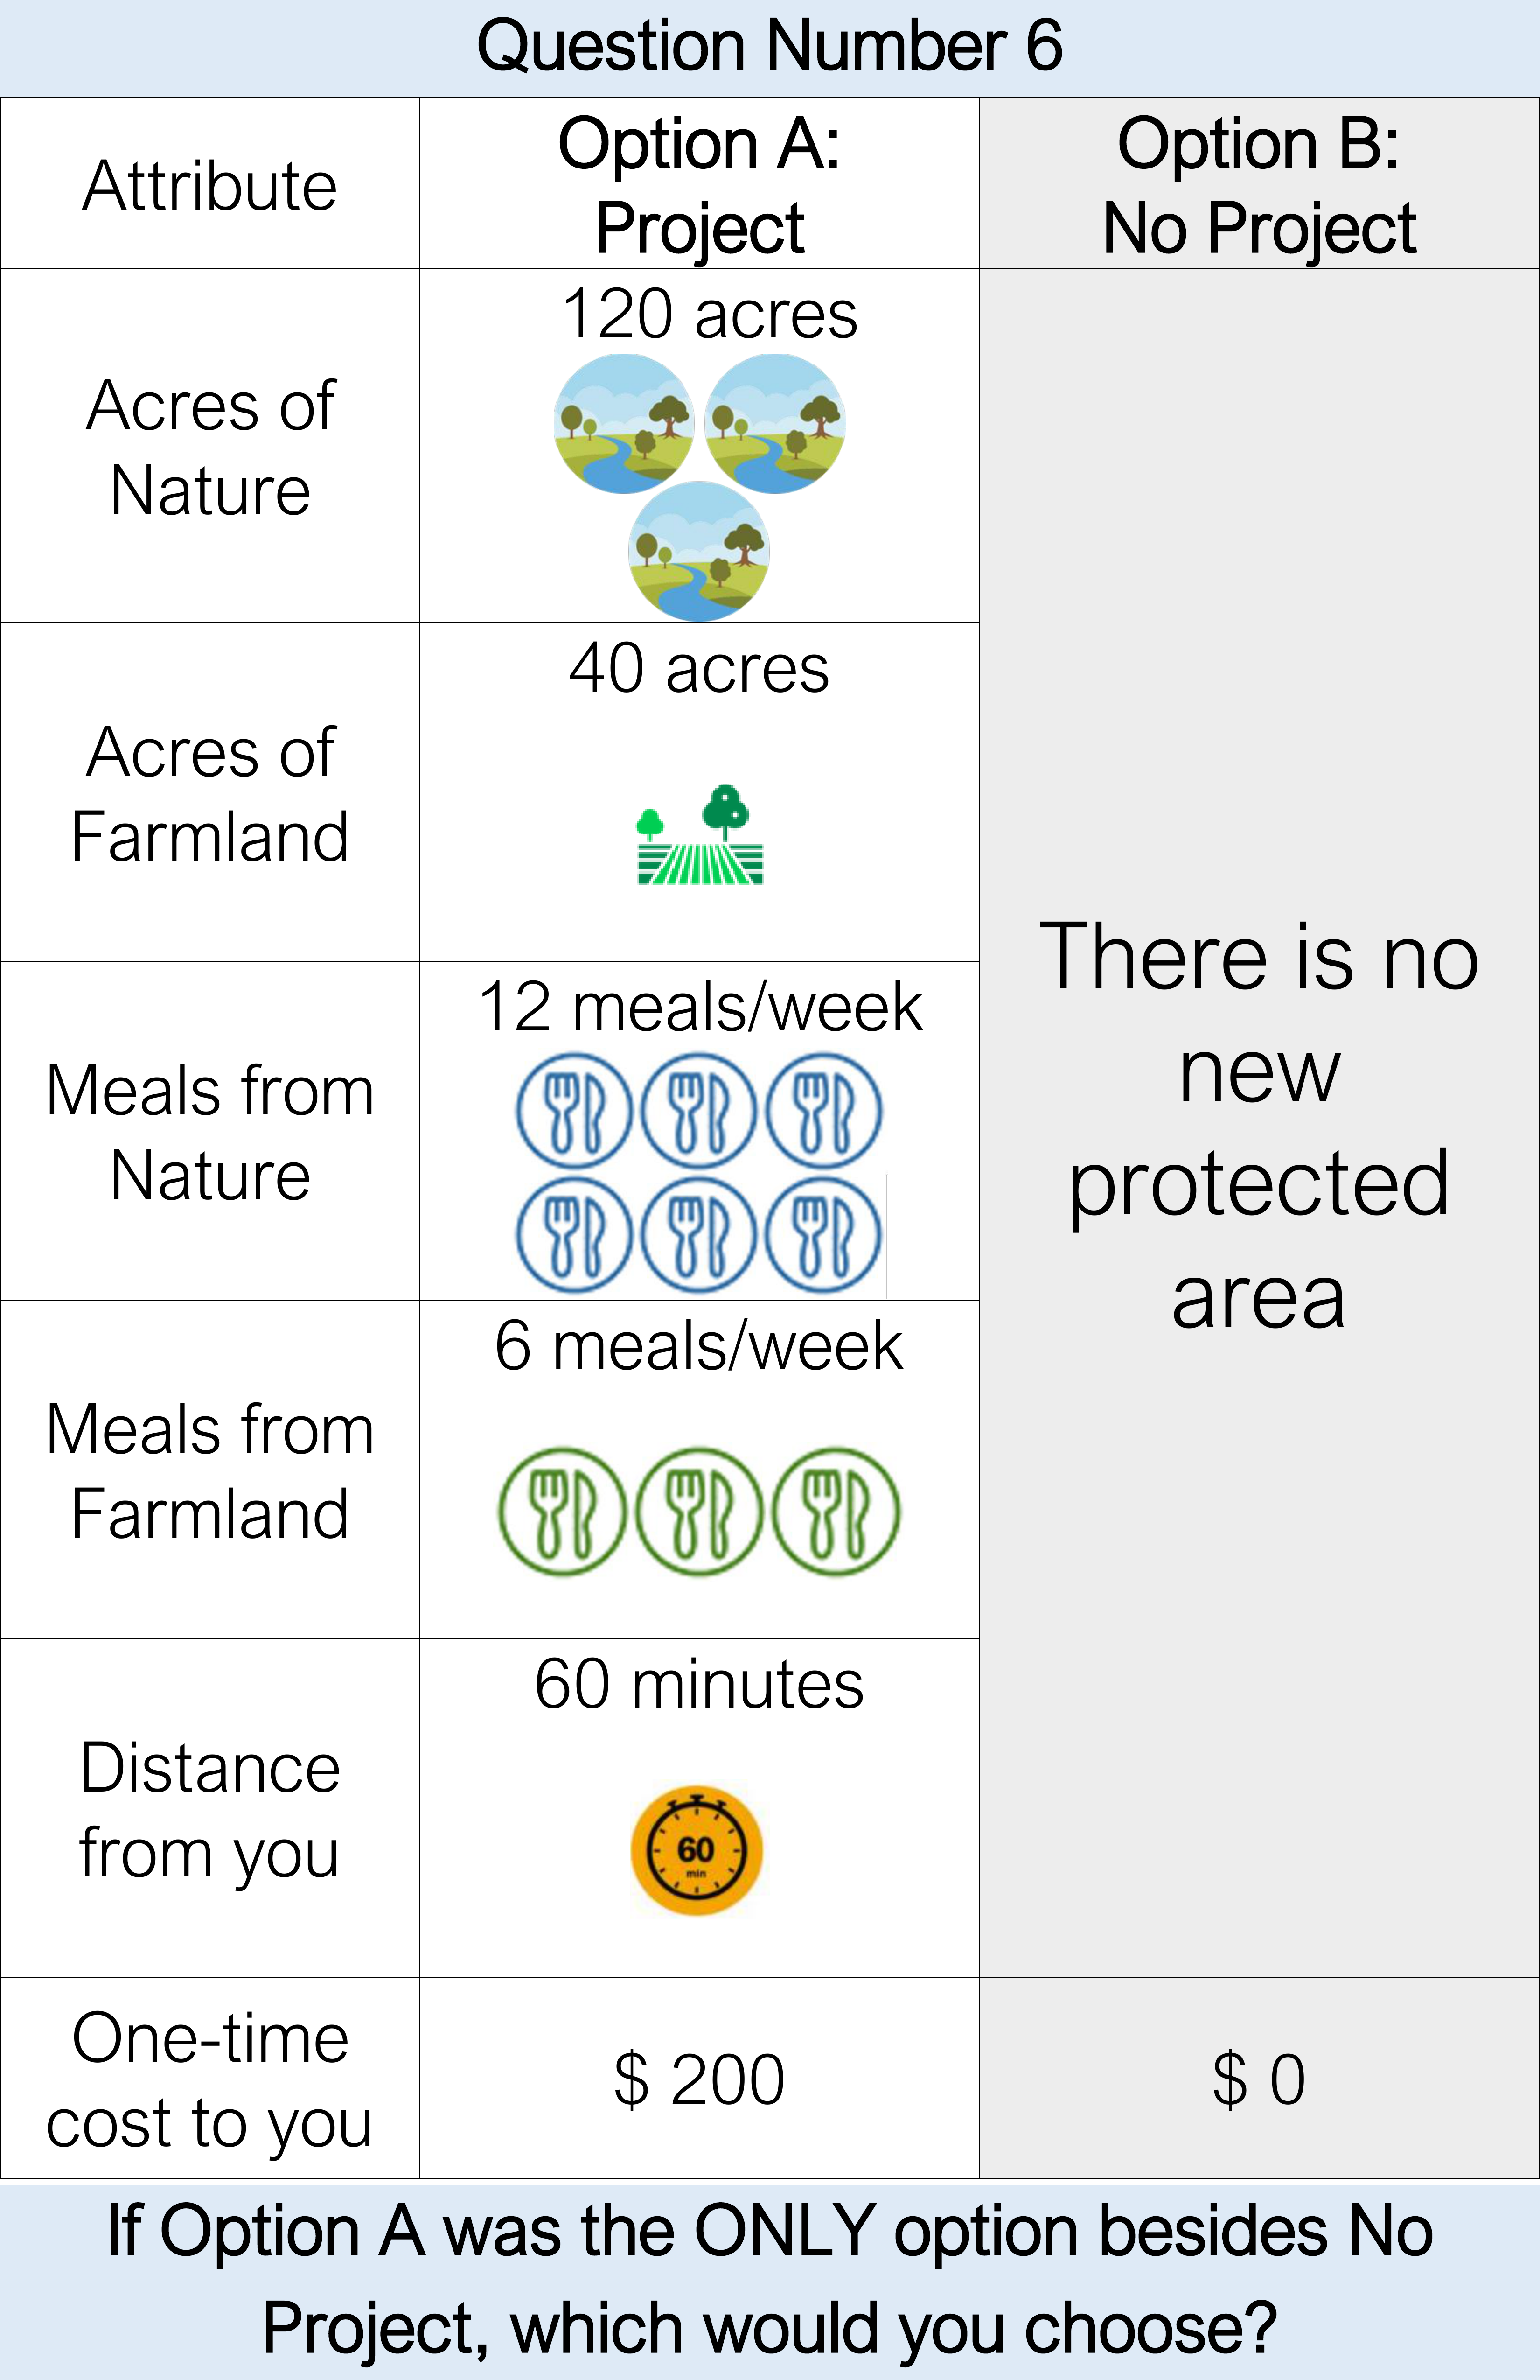 Question Number 6
Attribute
Option A:
Project
Option B:
No Project
Acres of
Nature
120 acres
Acres of
Farmland
40 acres
Meals from
Nature
12 meals/week
Meals from
Farmland
6 meals/week
Distance
from you
60 minutes
60
min
There is no
new
protected
area
One-time
cost to you
$ 200
$ 0
If Option A was the ONLY option besides No
Project, which would you choose?